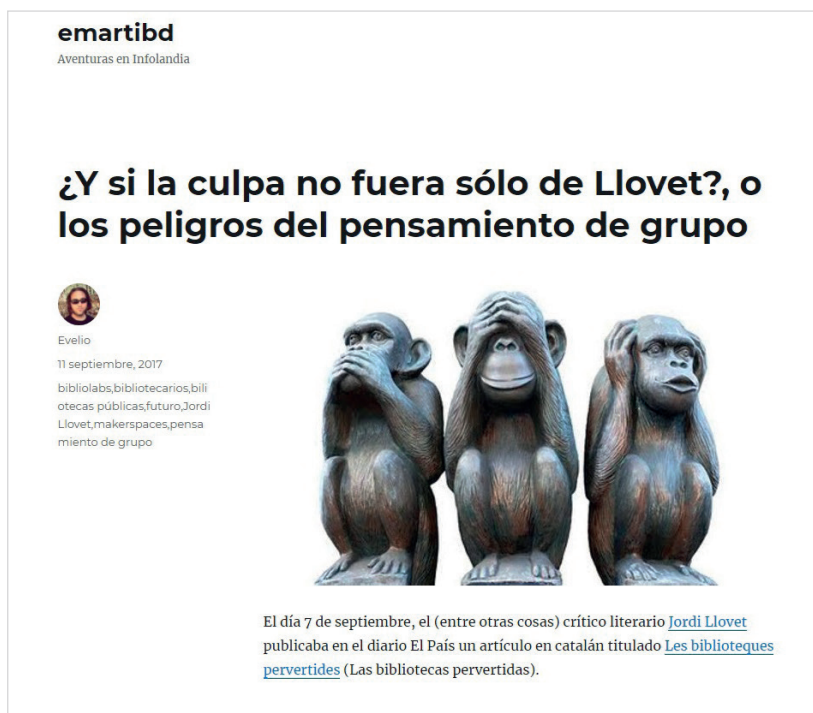 emartibd
Aventuras en Infolandia
¿Y si la culpa no fuera sólo de Llovet?, o
los peligros del pensamiento de grupo
Evelio
11 septiembre, 2017
bibliolabs,bibliotecarios,bili
otecas públicas,futuro,Jordi
Llovet,makerspaces,pensa
miento de grupo
El día 7 de septiembre, el (entre otras cosas) crítico literario Jordi Llovet
publicaba en el diario El País un artículo en catalán titulado Les biblioteques
pervertides (Las bibliotecas pervertidas).